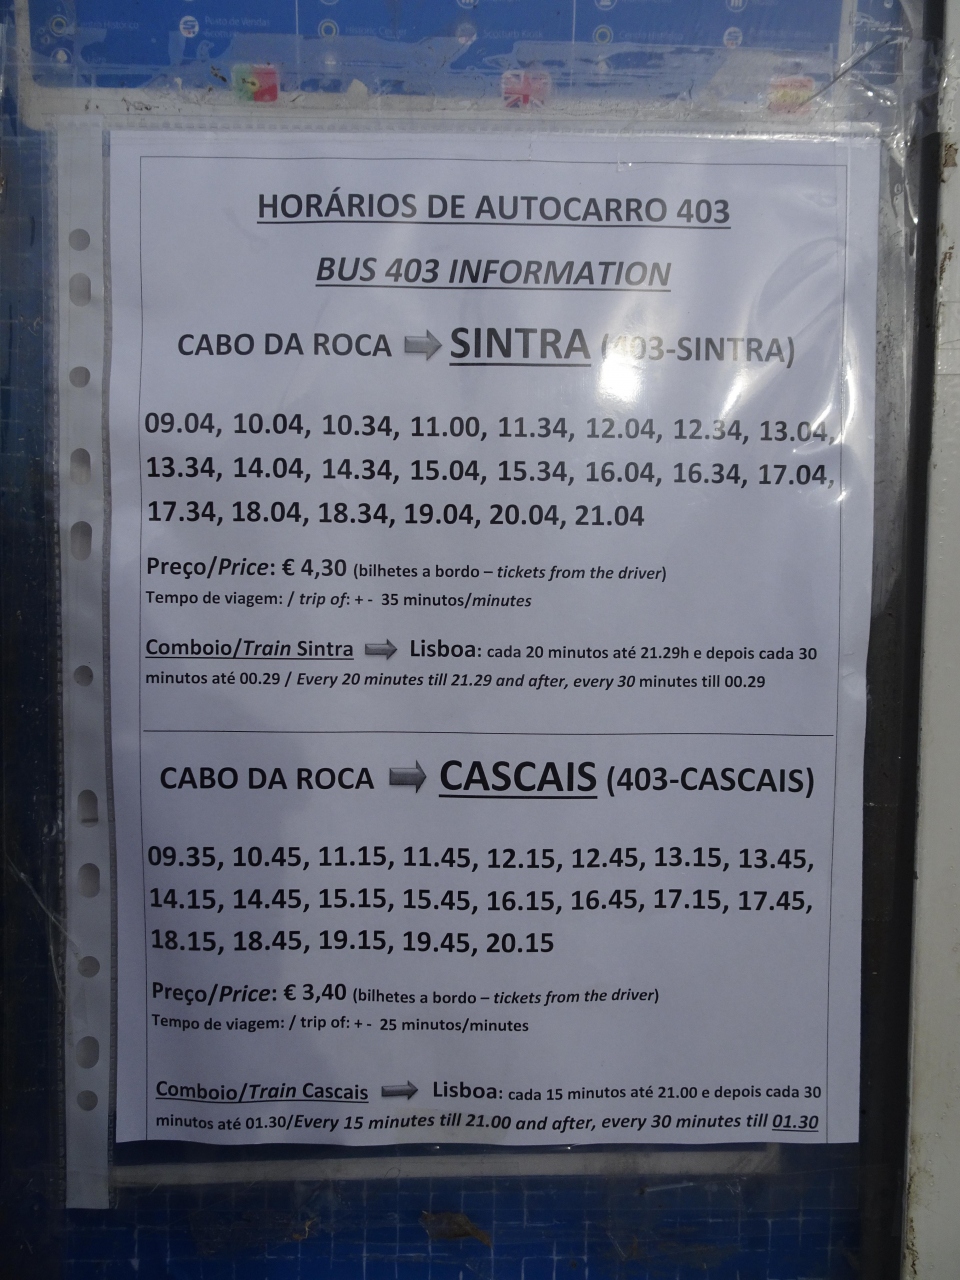 Punto de Ventas
HORÁRIOS DE AUTOCARRO 403
BUS 403 INFORMATION
CABO DA ROCA SINTRA (403-SINTRA)
09.04, 10.04, 10.34, 11.00, 11.34, 12.04, 12.34, 13.04,
13.34, 14.04, 14.34, 15.04, 15.34, 16.04, 16.34, 17.04,
17.34, 18.04, 18.34, 19.04, 20.04, 21.04
Preço/Price: € 4,30 (bilhetes a bordo – tickets from the driver)
Tempo de viagem: / trip of: + - 35 minutos/minutes
Comboio/Train Sintra Lisboa: cada 20 minutos até 21.29h e depois cada 30
minutos até 00.29 / Every 20 minutes till 21.29 and after, every 30 minutes till 00.29
CABO DA ROCA CASCAIS (403-CASCAIS)
09.35, 10.45, 11.15, 11.45, 12.15, 12.45, 13.15, 13.45,
14.15, 14.45, 15.15, 15.45, 16.15, 16.45, 17.15, 17.45,
18.15, 18.45, 19.15, 19.45, 20.15
Preço/Price: € 3,40 (bilhetes a bordo – tickets from the driver)
Tempo de viagem: / trip of: + - 25 minutos/minutes
Comboio/Train Cascais Lisboa: cada 15 minutos até 21.00 e depois cada 30
minutos até 01.30/Every 15 minutes till 21.00 and after, every 30 minutes till 01.30